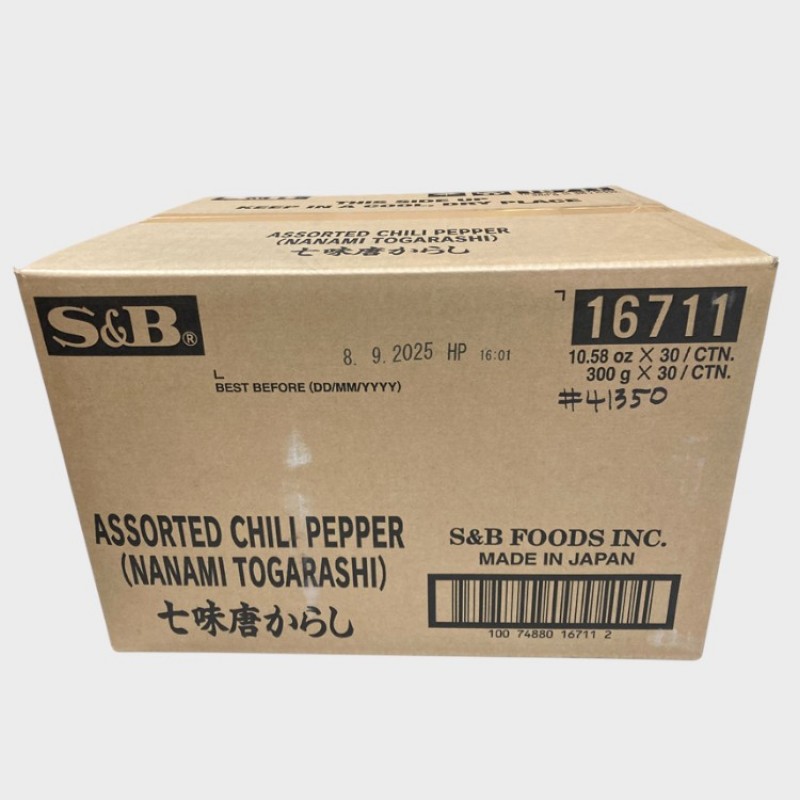 THIS SIDE UP
KEEP IN A COOL, DRY PLACE
ASSORTED CHILI PEPPER
(NANAMI TOGARASHI)
七味唐からし
S&B®
8. 9. 2025 HP 16:01
BEST BEFORE (DD/MM/YYYY)
16711
10.58 oz × 30 / CTN.
300 g × 30 / CTN.
#41350
ASSORTED CHILI PEPPER
(NANAMI TOGARASHI)
七味唐からし
S&B FOODS INC.
MADE IN JAPAN
100 74880 16711 2